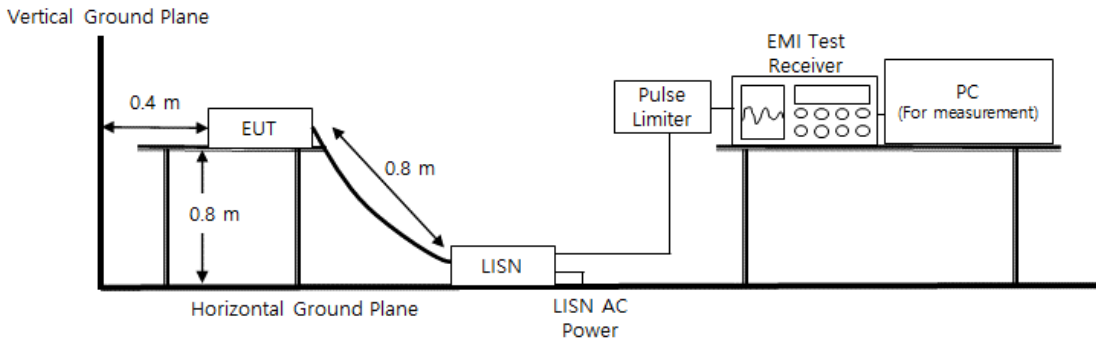 Vertical Ground Plane
0.4 m
EUT
0.8 m
0.8 m
LISN
Horizontal Ground Plane
LISN AC
Power
Pulse
Limiter
EMI Test
Receiver
PC
(For measurement)